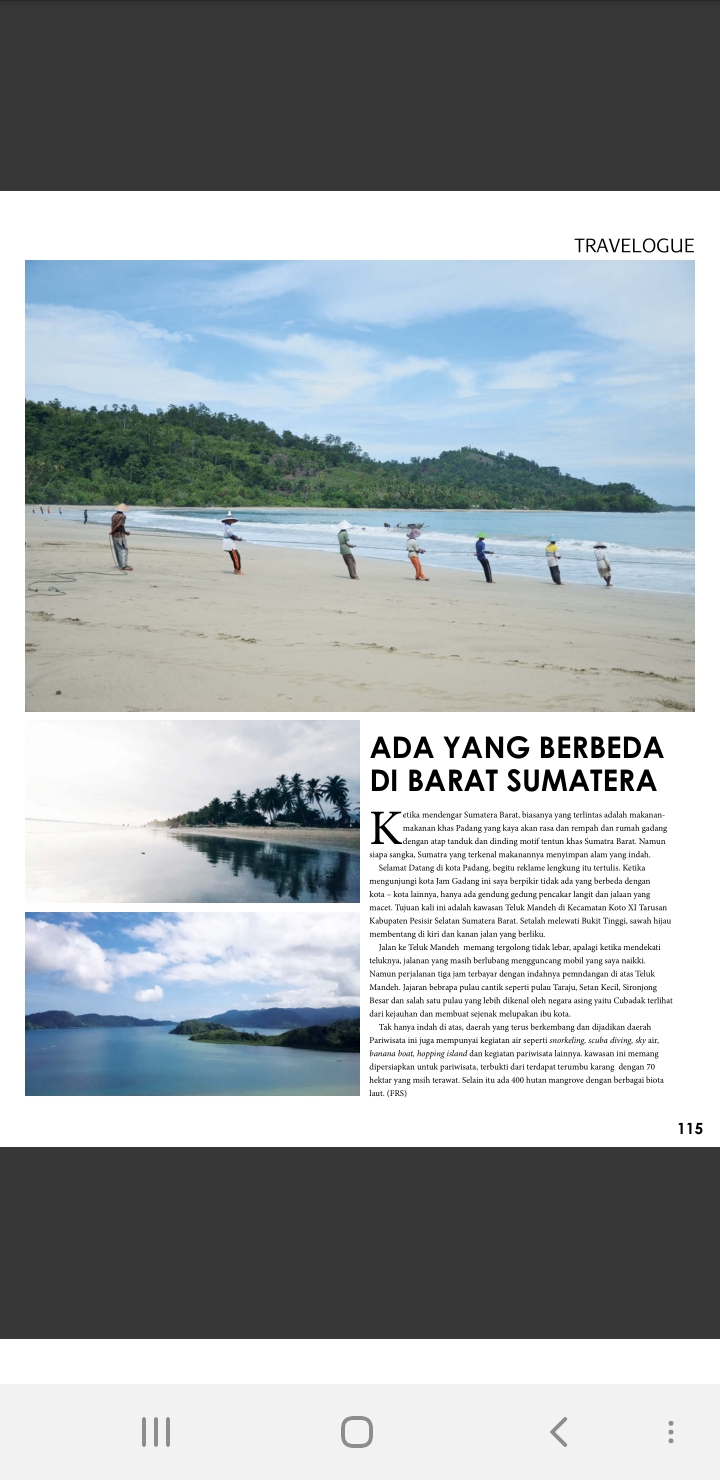 TRAVELOGUE
ADA YANG BERBEDA
DI BARAT SUMATERA
Ketika mendengar Sumatera Barat, biasanya yang terlintas adalah makanan-
makanan khas Padang yang kaya akan rasa dan rempah dan rumah gadang
dengan atap tanduk dan dinding motif tentun khas Sumatra Barat. Namun
siapa sangka, Sumatra yang terkenal makanannya menyimpan alam yang indah.
Selamat Datang di kota Padang, begitu reklame lengkung itu tertulis. Ketika
mengunjungi kota Jam Gadang ini saya berpikir tidak ada yang berbeda dengan
kota – kota lainnya, hanya ada gendung gedung pencakar langit dan jalaan yang
macet. Tujuan kali ini adalah kawasan Teluk Mandeh di Kecamatan Koto XI Tarusan
Kabupaten Pesisir Selatan Sumatera Barat. Setalah melewati Bukit Tinggi, sawah hijau
membentang di kiri dan kanan jalan yang berliku.
Jalan ke Teluk Mandeh memang tergolong tidak lebar, apalagi ketika mendekati
teluknya, jalanan yang masih berlubang mengguncang mobil yang saya naikki.
Namun perjalanan tiga jam terbayar dengan indahnya pemndangan di atas Teluk
Mandeh. Jajaran bebrapa pulau cantik seperti pulau Taraju, Setan Kecil, Sironjong
Besar dan salah satu pulau yang lebih dikenal oleh negara asing yaitu Cubadak terlihat
dari kejauhan dan membuat sejenak melupakan ibu kota.
Tak hanya indah di atas, daerah yang terus berkembang dan dijadikan daerah
Pariwisata ini juga mempunyai kegiatan air seperti snorkeling, scuba diving, sky air,
banana boat, hopping island dan kegiatan pariwisata lainnya. kawasan ini memang
dipersiapkan untuk pariwisata, terbukti dari terdapat terumbu karang dengan 70
hektar yang msih terawat. Selain itu ada 400 hutan mangrove dengan berbagai biota
laut. (FRS)
115